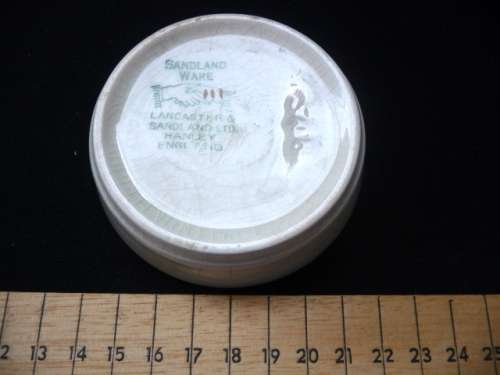 SANDLAND
WARE
LANCASTER &
SANDLAND LTD.
HANLEY
ENGLAND
2 13 14 15 16 17 18 19 20 21 22 23 24 25